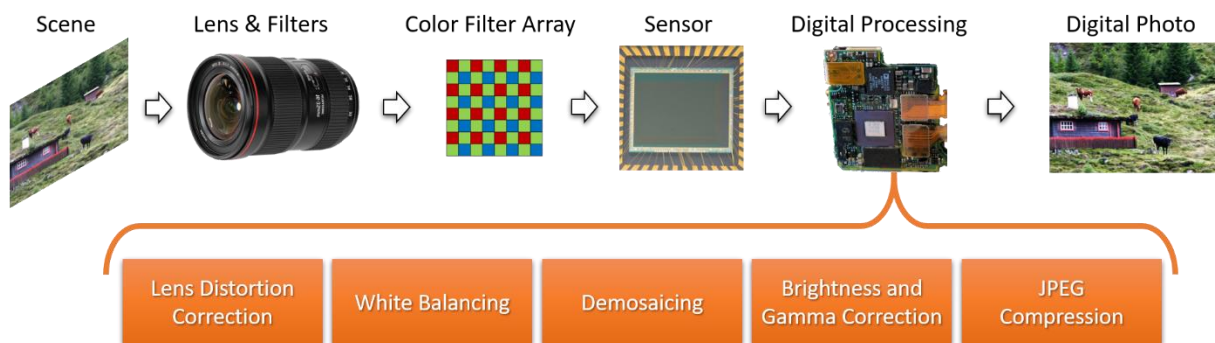 Scene
Lens & Filters
Color Filter Array
Sensor
Digital Processing
Digital Photo
Lens Distortion
Correction
White Balancing
Demosaicing
Brightness and
Gamma Correction
JPEG
Compression